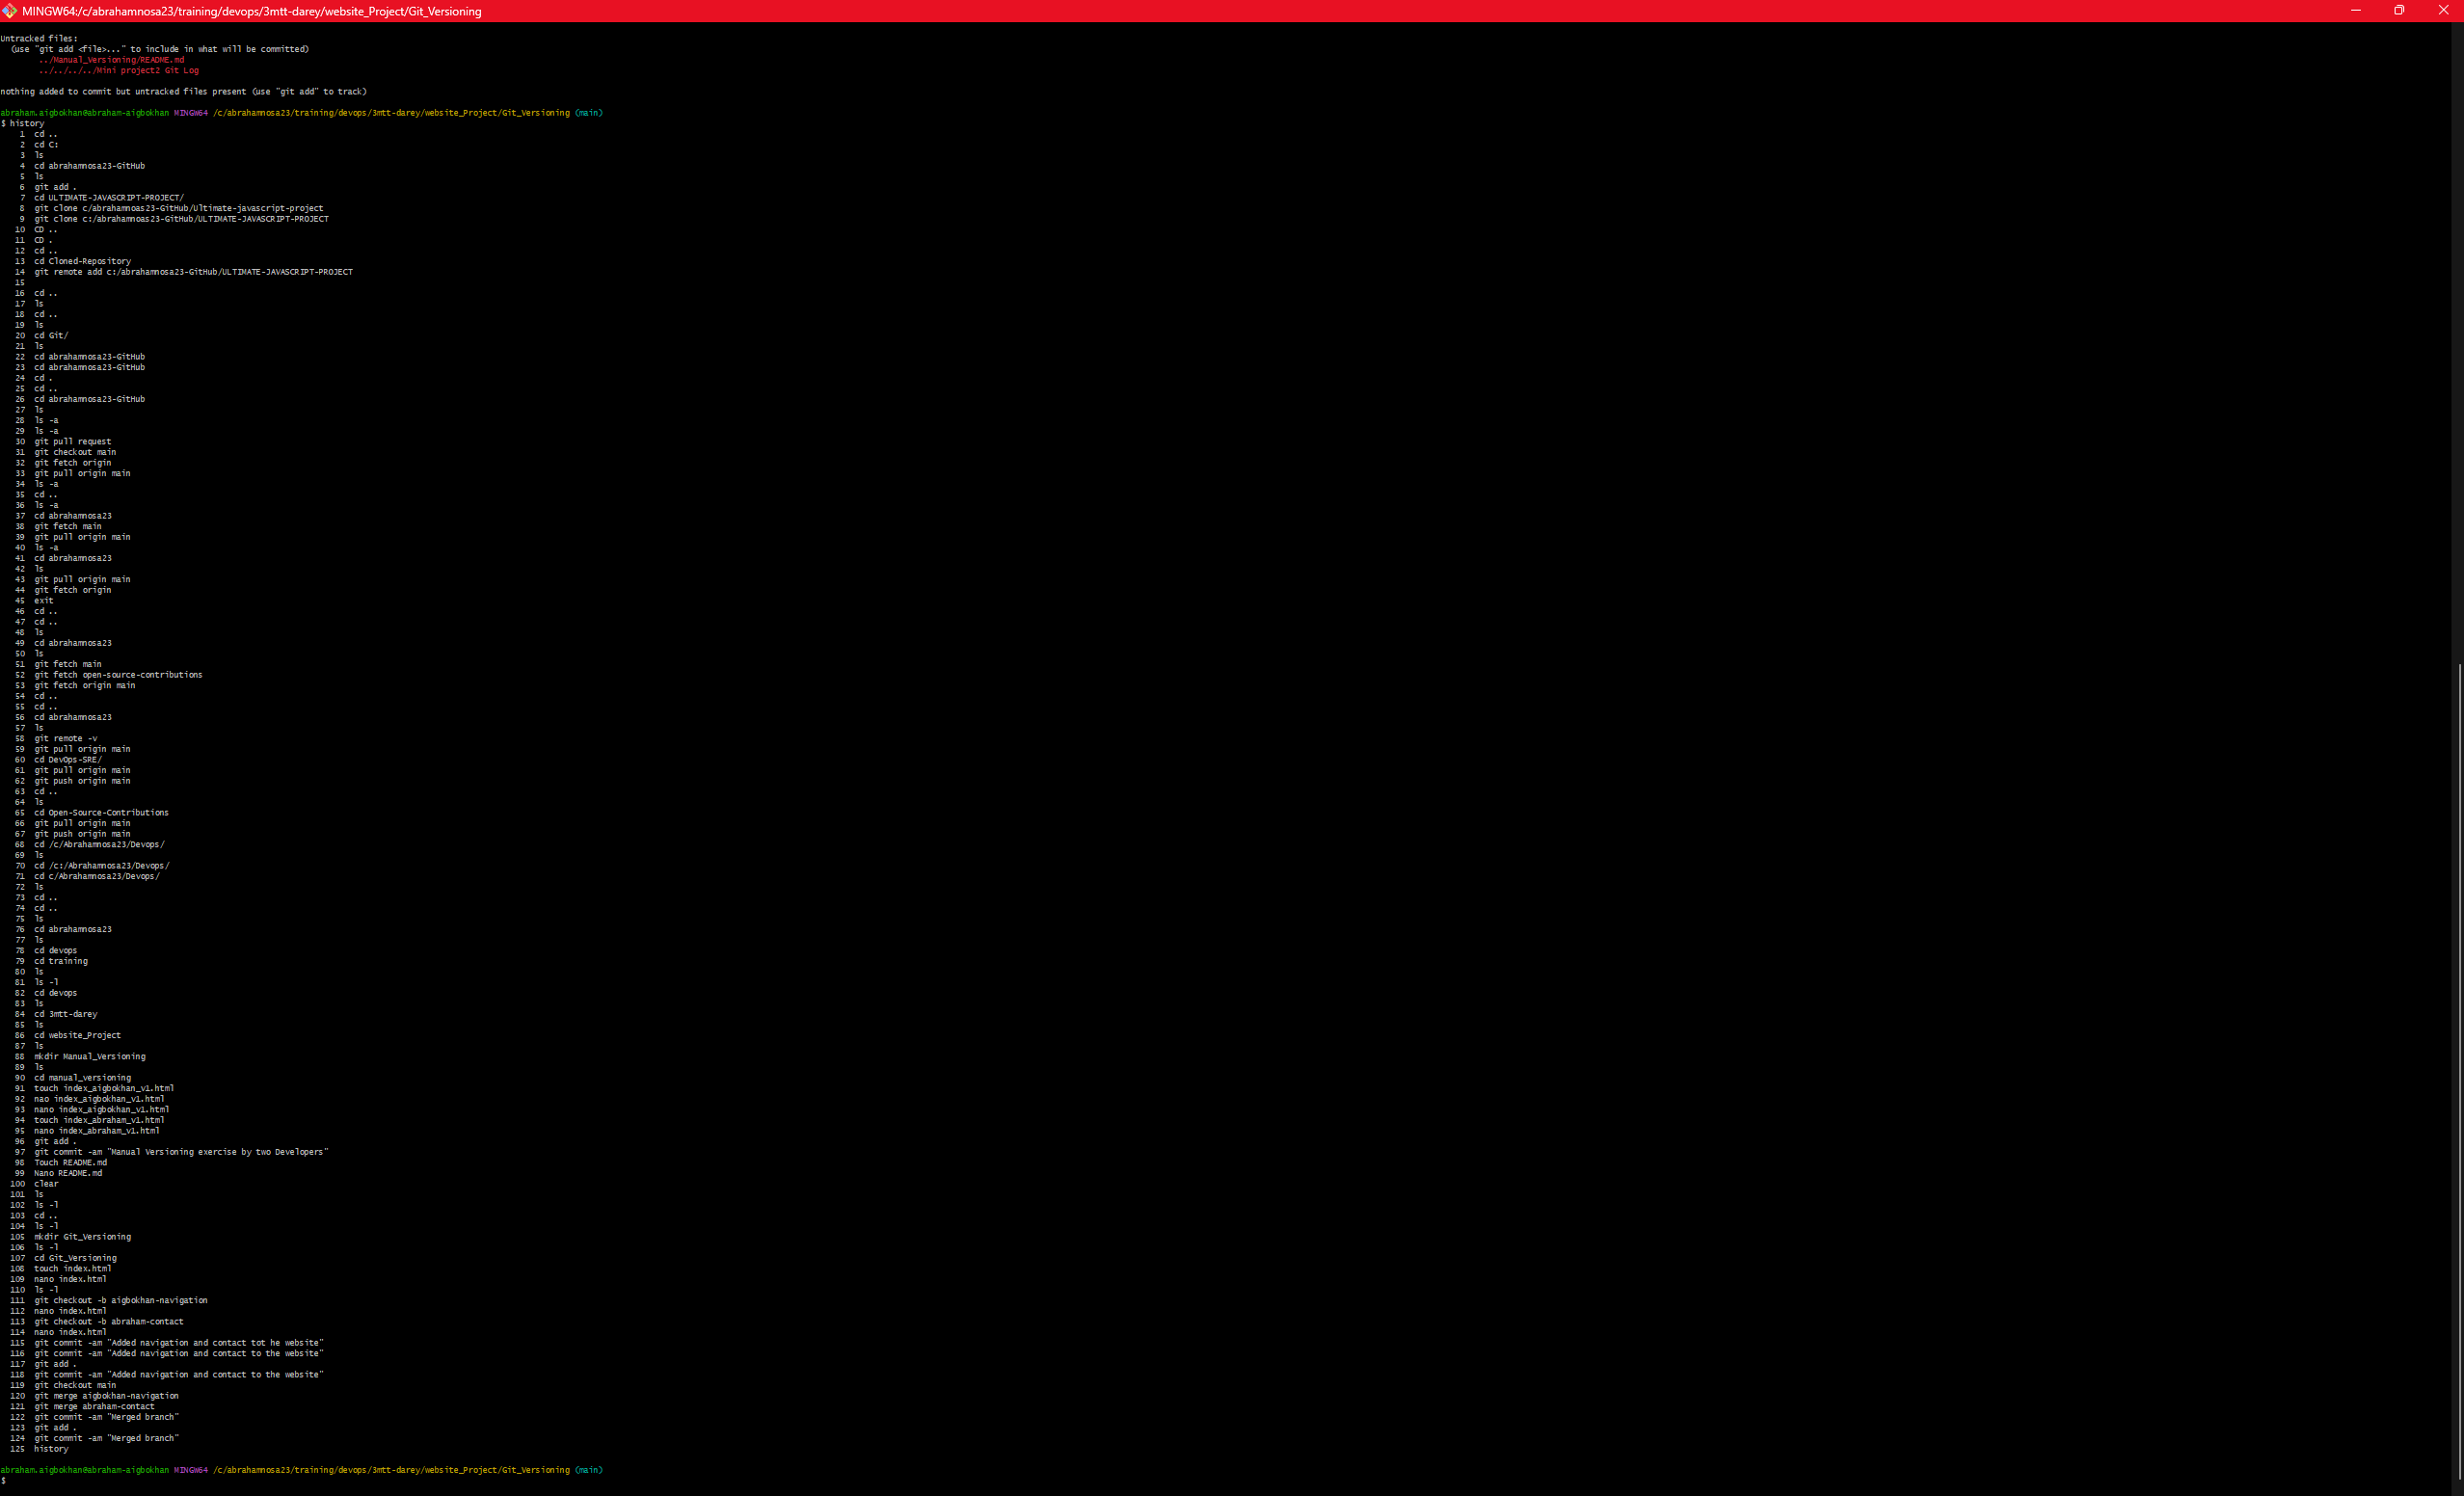 MINGW64:/c/abrahamnosa23/training/devops/3mtt-darey/website_Project/Git_Versioning
Untracked files:
  (use "git add <file>..." to include in what will be committed)
        ../Manual_Versioning/README.md
        ../../../../Mini project2 Git Log
nothing added to commit but untracked files present (use "git add" to track)
abraham.aigbokhan@abraham-aigbokhan MINGW64 /c/abrahamnosa23/training/devops/3mtt-darey/website_Project/Git_Versioning (main)
$ history
    1  cd ..
    2  cd C:
    3  ls
    4  cd abrahamnosa23-GitHub
    5  ls
    6  git add .
    7  cd ULTIMATE-JAVASCRIPT-PROJECT/
    8  git clone c/abrahamnoas23-GitHub/Ultimate-javascript-project
    9  git clone c:/abrahamnoas23-GitHub/ULTIMATE-JAVASCRIPT-PROJECT
   10  CD ..
   11  CD .
   12  cd ..
   13  cd Cloned-Repository
   14  git remote add c:/abrahamnosa23-GitHub/ULTIMATE-JAVASCRIPT-PROJECT
   15
   16  cd ..
   17  ls
   18  cd ..
   19  ls
   20  cd Git/
   21  ls
   22  cd abrahamnosa23-GitHub
   23  cd abrahamnosa23-GitHub
   24  cd .
   25  cd ..
   26  cd abrahamnosa23-GitHub
   27  ls
   28  ls -a
   29  ls -a
   30  git pull request
   31  git checkout main
   32  git fetch origin
   33  git pull origin main
   34  ls -a
   35  cd ..
   36  ls -a
   37  cd abrahamnosa23
   38  git fetch main
   39  git pull origin main
   40  ls -a
   41  cd abrahamnosa23
   42  ls
   43  git pull origin main
   44  git fetch origin
   45  exit
   46  cd ..
   47  cd ..
   48  ls
   49  cd abrahamnosa23
   50  ls
   51  git fetch main
   52  git fetch open-source-contributions
   53  git fetch origin main
   54  cd ..
   55  cd ..
   56  cd abrahamnosa23
   57  ls
   58  git remote -v
   59  git pull origin main
   60  cd DevOps-SRE/
   61  git pull origin main
   62  git push origin main
   63  cd ..
   64  ls
   65  cd Open-Source-Contributions
   66  git pull origin main
   67  git push origin main
   68  cd /c/Abrahamnosa23/Devops/
   69  ls
   70  cd /c:/Abrahamnosa23/Devops/
   71  cd c/Abrahamnosa23/Devops/
   72  ls
   73  cd ..
   74  cd ..
   75  ls
   76  cd abrahamnosa23
   77  ls
   78  cd devops
   79  cd training
   80  ls
   81  ls -l
   82  cd devops
   83  ls
   84  cd 3mtt-darey
   85  ls
   86  cd website_Project
   87  ls
   88  mkdir Manual_Versioning
   89  ls
   90  cd manual_versioning
   91  touch index_aigbokhan_v1.html
   92  nao index_aigbokhan_v1.html
   93  nano index_aigbokhan_v1.html
   94  touch index_abraham_v1.html
   95  nano index_abraham_v1.html
   96  git add .
   97  git commit -am "Manual Versioning exercise by two Developers"
   98  Touch README.md
   99  Nano README.md
  100  clear
  101  ls
  102  ls -l
  103  cd ..
  104  ls -l
  105  mkdir Git_Versioning
  106  ls -l
  107  cd Git_Versioning
  108  touch index.html
  109  nano index.html
  110  ls -l
  111  git checkout -b aigbokhan-navigation
  112  nano index.html
  113  git checkout -b abraham-contact
  114  nano index.html
  115  git commit -am "Added navigation and contact tot he website"
  116  git commit -am "Added navigation and contact to the website"
  117  git add .
  118  git commit -am "Added navigation and contact to the website"
  119  git checkout main
  120  git merge aigbokhan-navigation
  121  git merge abraham-contact
  122  git commit -am "Merged branch"
  123  git add .
  124  git commit -am "Merged branch"
  125  history
abraham.aigbokhan@abraham-aigbokhan MINGW64 /c/abrahamnosa23/training/devops/3mtt-darey/website_Project/Git_Versioning (main)
$